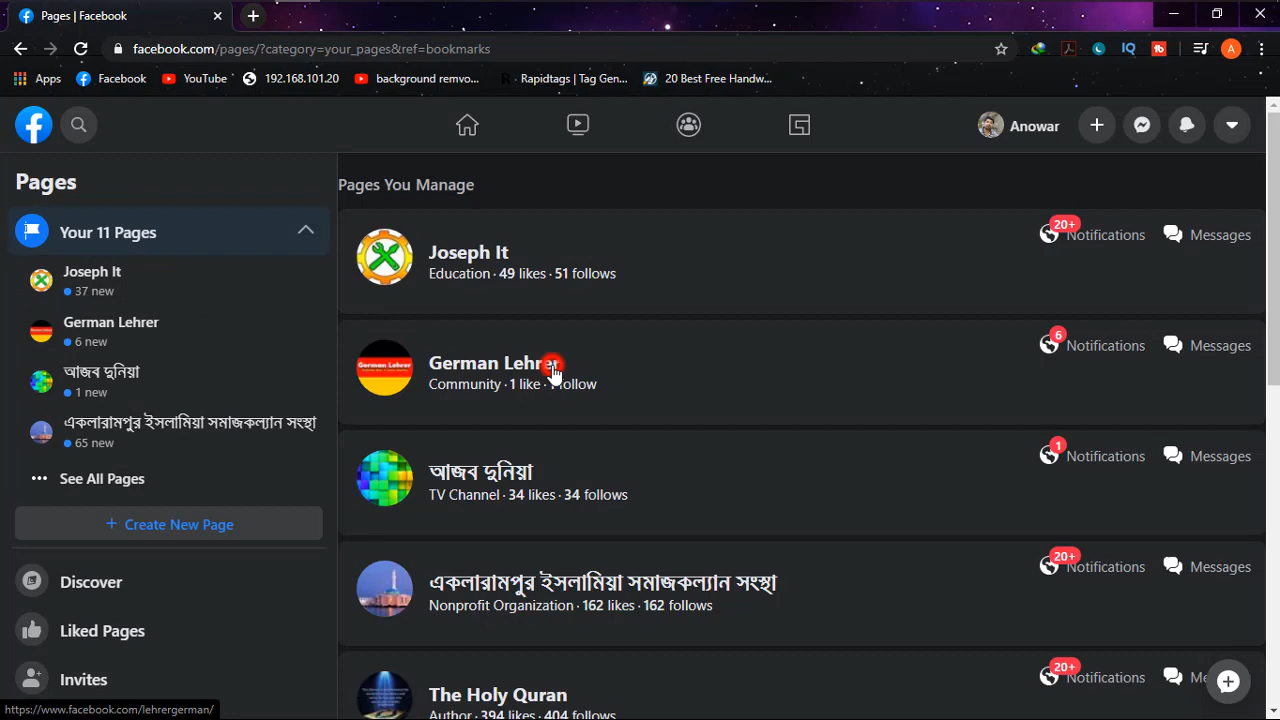 Pages | Facebook
facebook.com/pages/?category=your_pages&ref=bookmarks
Apps Facebook YouTube 192.168.101.20 background remvo... Rapidtags | Tag Gen... 20 Best Free Handw...
Anowar
Pages
Your 11 Pages
Joseph It
37 new
German Lehrer
6 new
আজব দুনিয়া
1 new
একলারামপুর ইসলামিয়া সমাজকল্যান সংস্থা
65 new
See All Pages
+ Create New Page
Discover
Liked Pages
Invites
https://www.facebook.com/lehrergerman/
Pages You Manage
Joseph It
Education · 49 likes · 51 follows
20+ Notifications Messages
German Lehrer
Community · 1 like · follow
6 Notifications Messages
আজব দুনিয়া
TV Channel · 34 likes · 34 follows
1 Notifications Messages
একলারামপুর ইসলামিয়া সমাজকল্যান সংস্থা
Nonprofit Organization · 162 likes · 162 follows
20+ Notifications Messages
The Holy Quran
Author · 394 likes · 404 follows
20+ Notifications